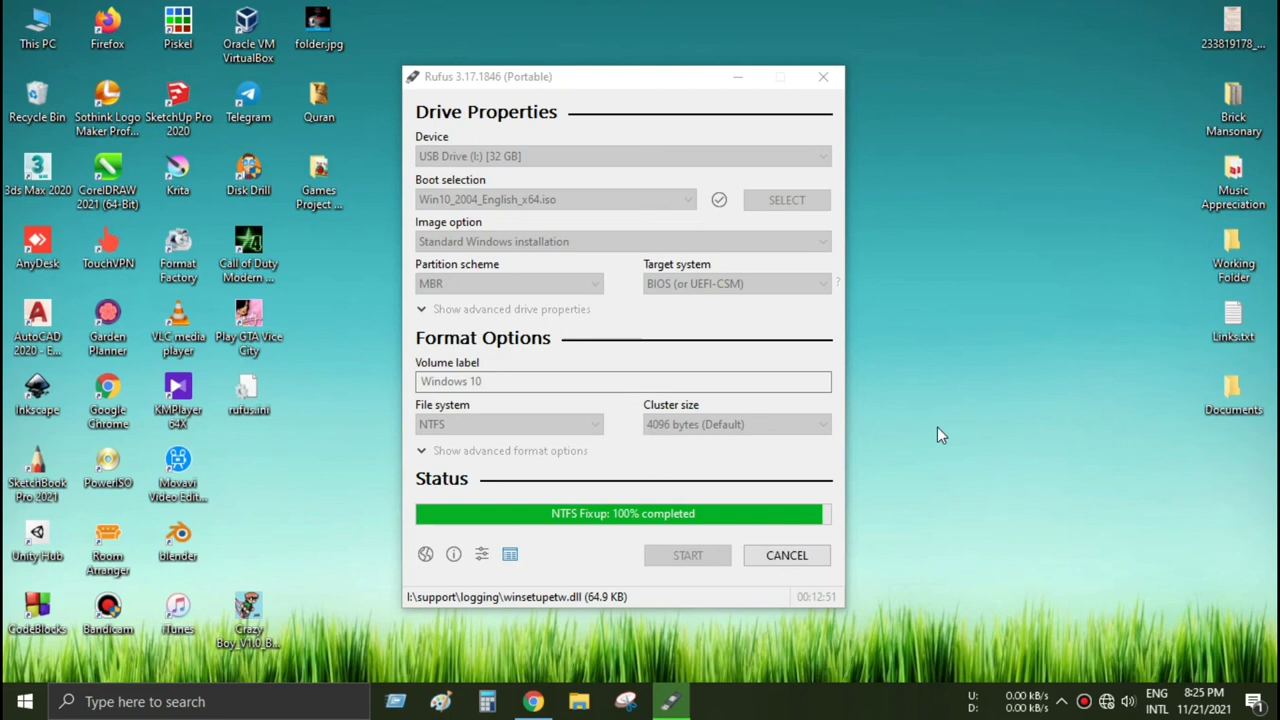 This PC
Firefox
Piskel
Oracle VM
VirtualBox
folder.jpg
Recycle Bin
Sothink Logo
Maker Prof...
SketchUp Pro
2020
Telegram
Quran
3ds Max 2020
CorelDRAW
2021 (64-Bit)
Krita
Disk Drill
Games
Project ...
AnyDesk
TouchVPN
Format
Factory
Call of Duty
Modern ...
AutoCAD
2020 - E...
Garden
Planner
VLC media
player
Play GTA Vice
City
Inkscape
Google
Chrome
KMPlayer
64X
rufus.ini
SketchBook
Pro 2021
PowerISO
Movavi
Video Edit...
Unity Hub
Room
Arranger
blender
CodeBlocks
Bandicam
iTunes
Crazy
Boy_V1.0_B...
Rufus 3.17.1846 (Portable)
Drive Properties
Device
USB Drive (I:) [32 GB]
Boot selection
Win10_2004_English_x64.iso
SELECT
Image option
Standard Windows installation
Partition scheme
Target system
MBR
BIOS (or UEFI-CSM)
?
Show advanced drive properties
Format Options
Volume label
Windows 10
File system
Cluster size
NTFS
4096 bytes (Default)
Show advanced format options
Status
NTFS Fixup: 100% completed
START
CANCEL
I:\support\logging\winsetupetw.dll (64.9 KB)
00:12:51
233819178_...
Brick
Mansonary
Music
Appreciation
Working
Folder
Links.txt
Documents
Type here to search
U: 0.00 kB/s
D: 0.00 kB/s
ENG
INTL
8:25 PM
11/21/2021
1